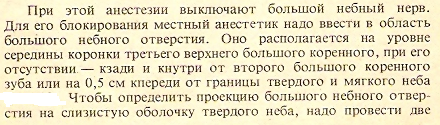 При этой анестезии выключают большой небный нерв.
Для его блокирования местный анестетик надо ввести в область
большого небного отверстия. Оно располагается на уровне
середины коронки третьего верхнего большого коренного, при его
отсутствии — кзади и кнутри от второго большого коренного
зуба или на 0,5 см кпереди от границы твердого и мягкого неба
Чтобы определить проекцию большого небного отвер-
стия на слизистую оболочку твердого неба, надо провести две